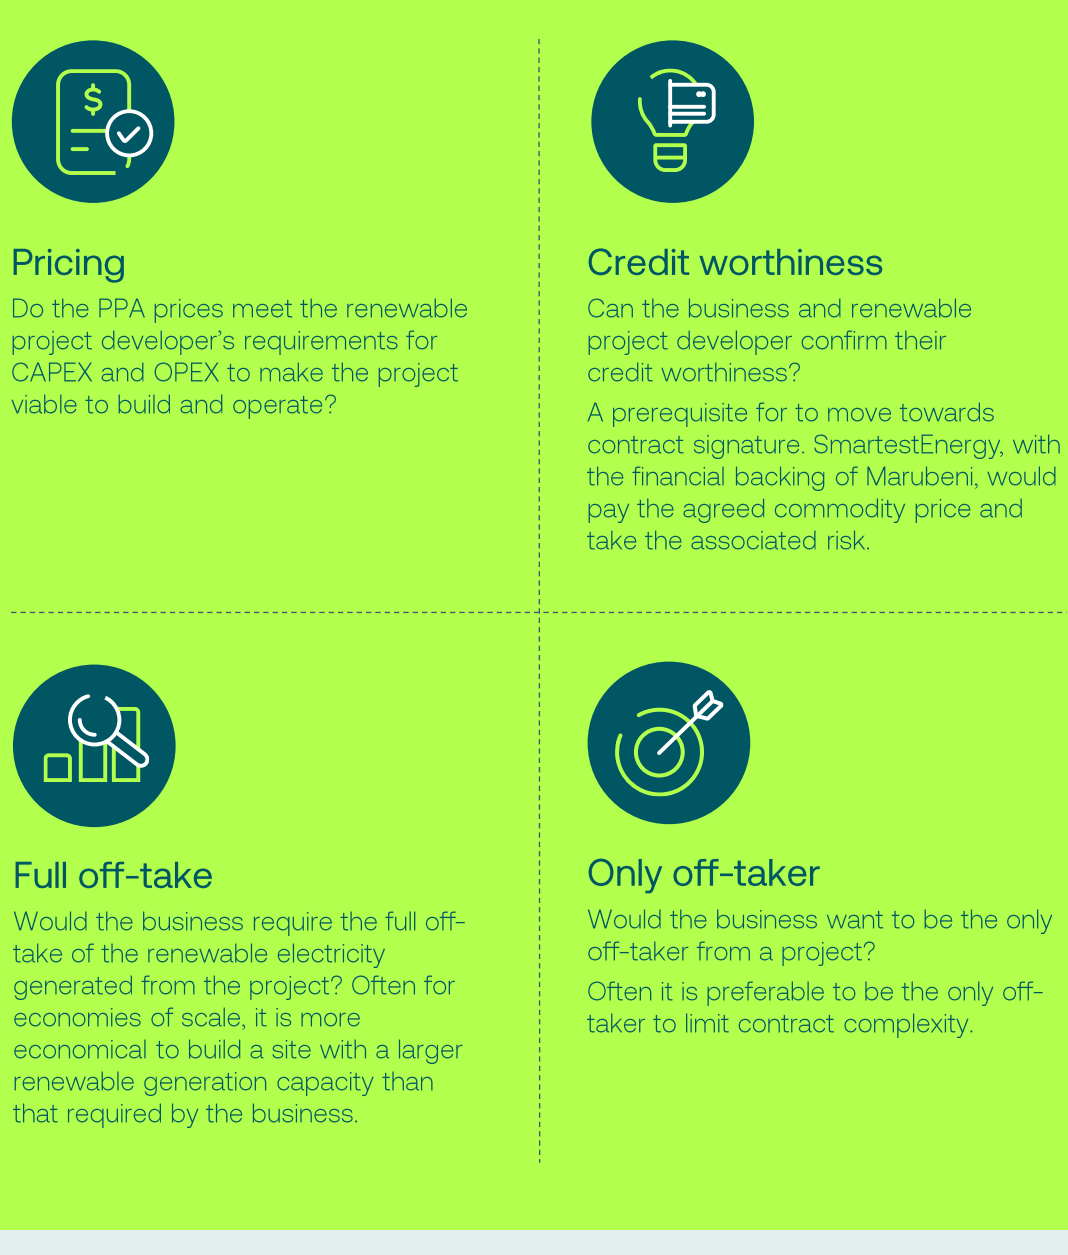 Pricing
Do the PPA prices meet the renewable
project developer’s requirements for
CAPEX and OPEX to make the project
viable to build and operate?
Credit worthiness
Can the business and renewable
project developer confirm their
credit worthiness?
A prerequisite for to move towards
contract signature. SmartestEnergy, with
the financial backing of Marubeni, would
pay the agreed commodity price and
take the associated risk.
Full off-take
Would the business require the full off-
take of the renewable electricity
generated from the project? Often for
economies of scale, it is more
economical to build a site with a larger
renewable generation capacity than
that required by the business.
Only off-taker
Would the business want to be the only
off-taker from a project?
Often it is preferable to be the only off-
taker to limit contract complexity.